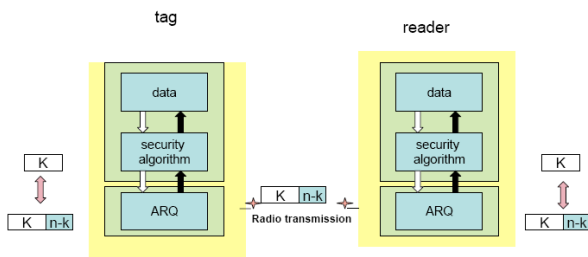 tag
reader
data
data
security
algorithm
security
algorithm
K
K
K n-k
Radio transmission
K n-k
ARQ
ARQ
K n-k